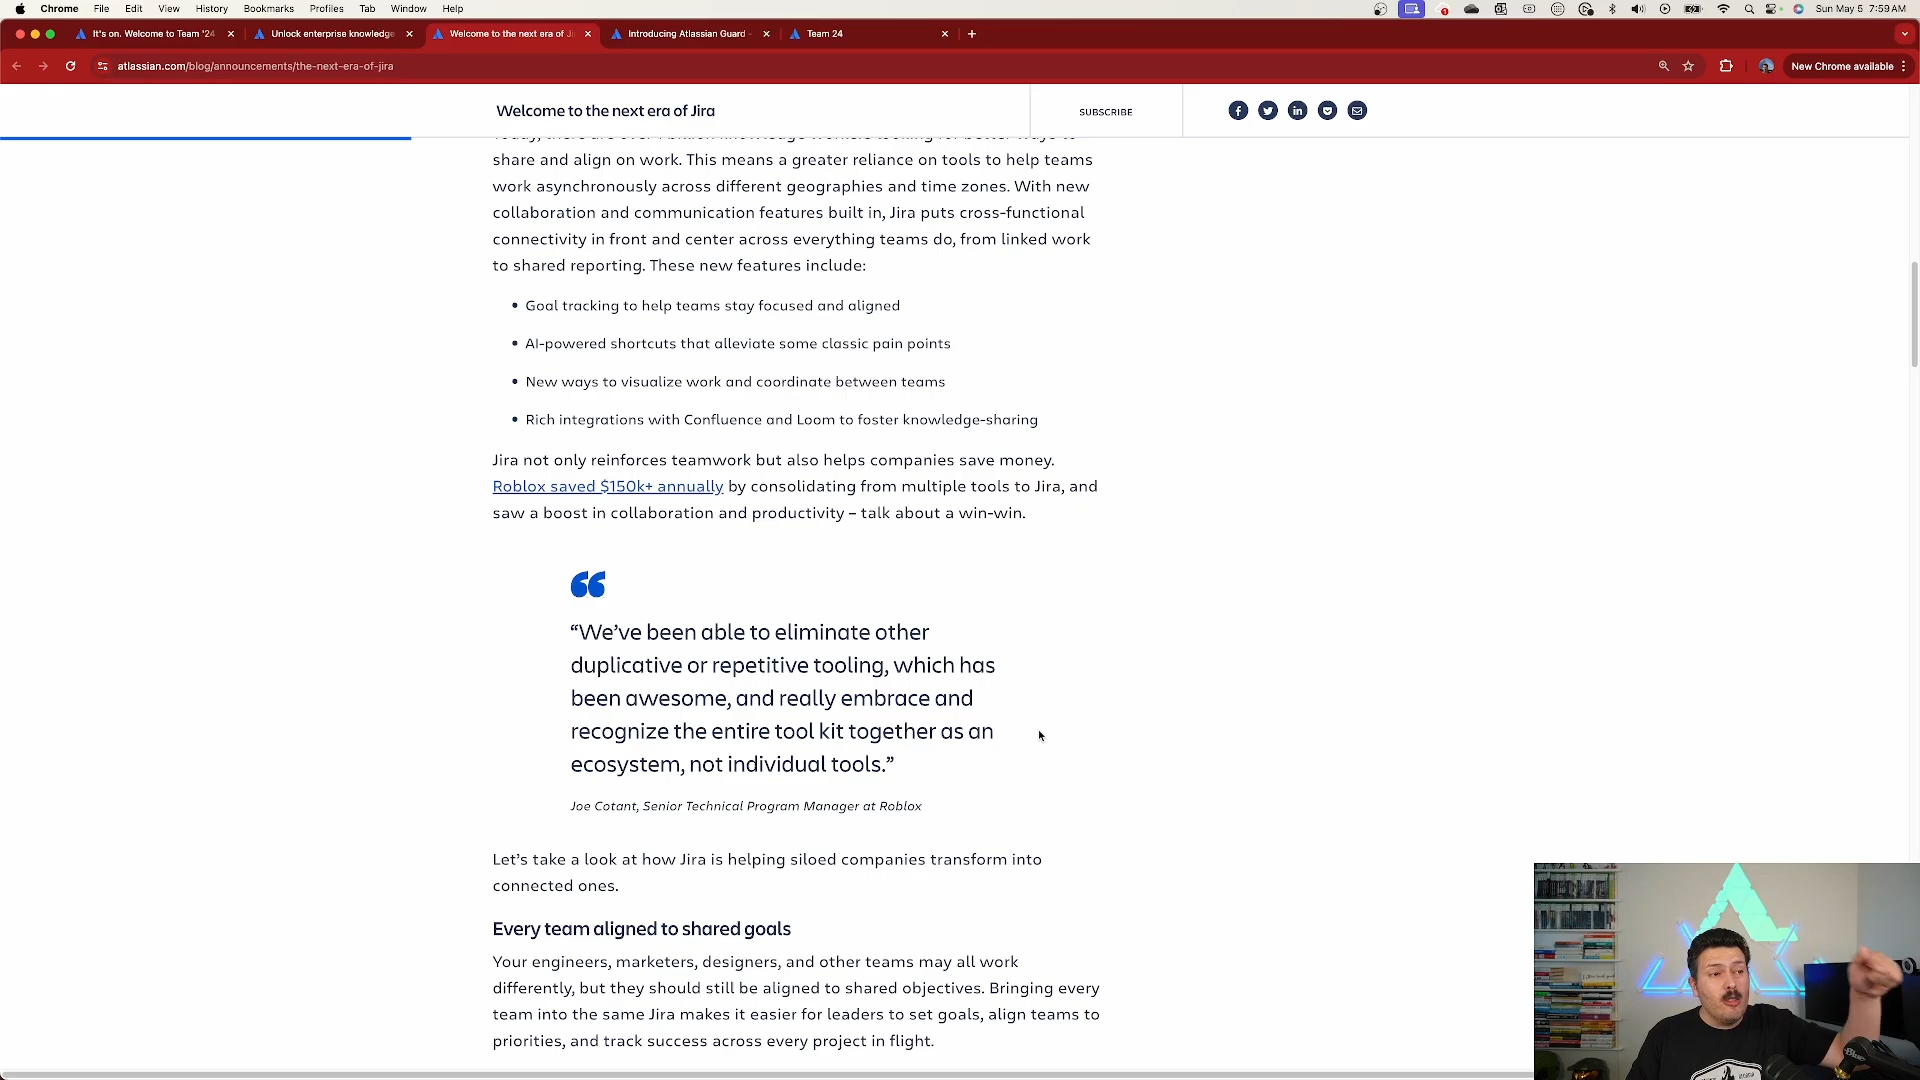 Chrome File Edit View History Bookmarks Profiles Tab Window Help
Sun May 5 7:59 AM
It's on. Welcome to Team '24
Unlock enterprise knowledge
Welcome to the next era of Ji
Introducing Atlassian Guard -
Team 24
atlassian.com/blog/announcements/the-next-era-of-jira
New Chrome available
Welcome to the next era of Jira
SUBSCRIBE
share and align on work. This means a greater reliance on tools to help teams
work asynchronously across different geographies and time zones. With new
collaboration and communication features built in, Jira puts cross-functional
connectivity in front and center across everything teams do, from linked work
to shared reporting. These new features include:
• Goal tracking to help teams stay focused and aligned
• AI-powered shortcuts that alleviate some classic pain points
• New ways to visualize work and coordinate between teams
• Rich integrations with Confluence and Loom to foster knowledge-sharing
Jira not only reinforces teamwork but also helps companies save money.
Roblox saved $150k+ annually by consolidating from multiple tools to Jira, and
saw a boost in collaboration and productivity – talk about a win-win.
“We’ve been able to eliminate other
duplicative or repetitive tooling, which has
been awesome, and really embrace and
recognize the entire tool kit together as an
ecosystem, not individual tools.”
Joe Cotant, Senior Technical Program Manager at Roblox
Let’s take a look at how Jira is helping siloed companies transform into
connected ones.
Every team aligned to shared goals
Your engineers, marketers, designers, and other teams may all work
differently, but they should still be aligned to shared objectives. Bringing every
team into the same Jira makes it easier for leaders to set goals, align teams to
priorities, and track success across every project in flight.
Blue